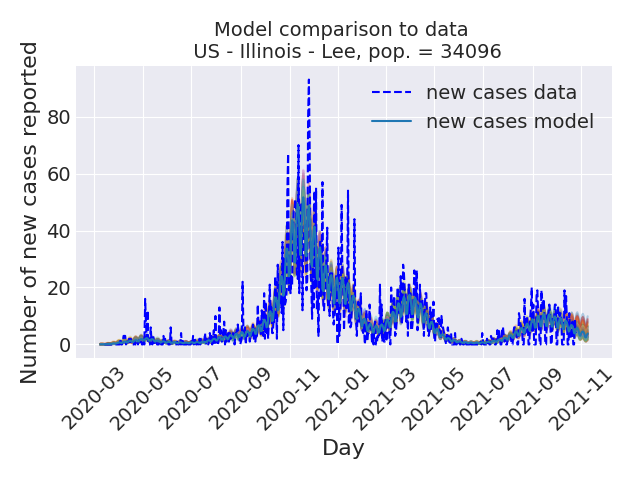 Model comparison to data
US - Illinois - Lee, pop. = 34096
Number of new cases reported
80
60
40
20
0
new cases data
new cases model
2020-03
2020-05
2020-07
2020-09
2020-11
2021-01
2021-03
2021-05
2021-07
2021-09
2021-11
Day